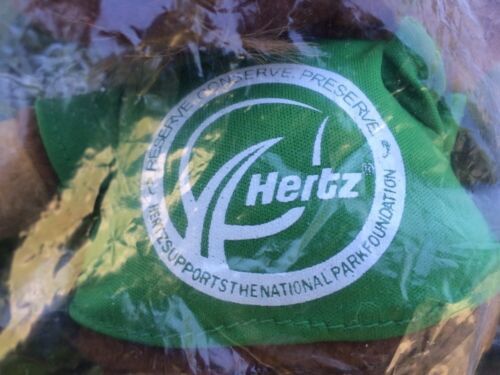 RESERVE. CONSERVE. PRESERVE.
Hertz®
HERTZ SUPPORTS THE NATIONAL PARK FOUNDATION